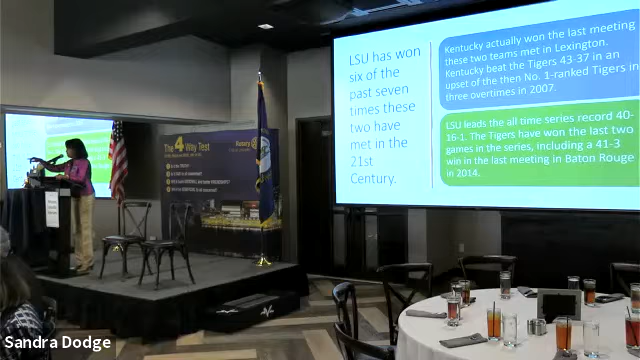 LSU has won
six of the
past seven
times these
two have
met in the
21st
Century.
Kentucky actually won the last meeting
these two teams met in Lexington.
Kentucky beat the Tigers 43-37 in an
upset of the then No. 1-ranked Tigers in
three overtimes in 2007.
LSU leads the all time series record 40-
16-1. The Tigers have won the last two
games in the series, including a 41-3
win in the last meeting in Baton Rouge
in 2014.
The 4 Way Test
Rotary
Sandra Dodge